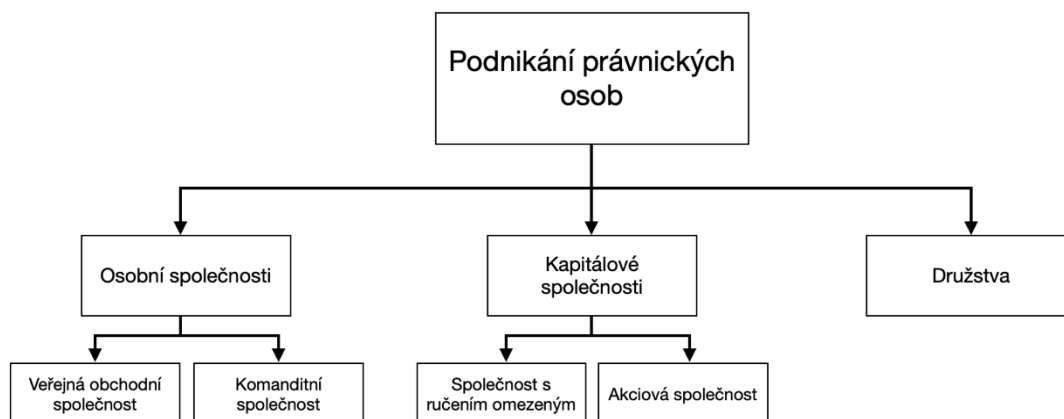 Podnikání právnických
osob
Osobní společnosti
Kapitálové
společnosti
Družstva
Veřejná obchodní
společnost
Komanditní
společnost
Společnost s
ručením omezeným
Akciová společnost